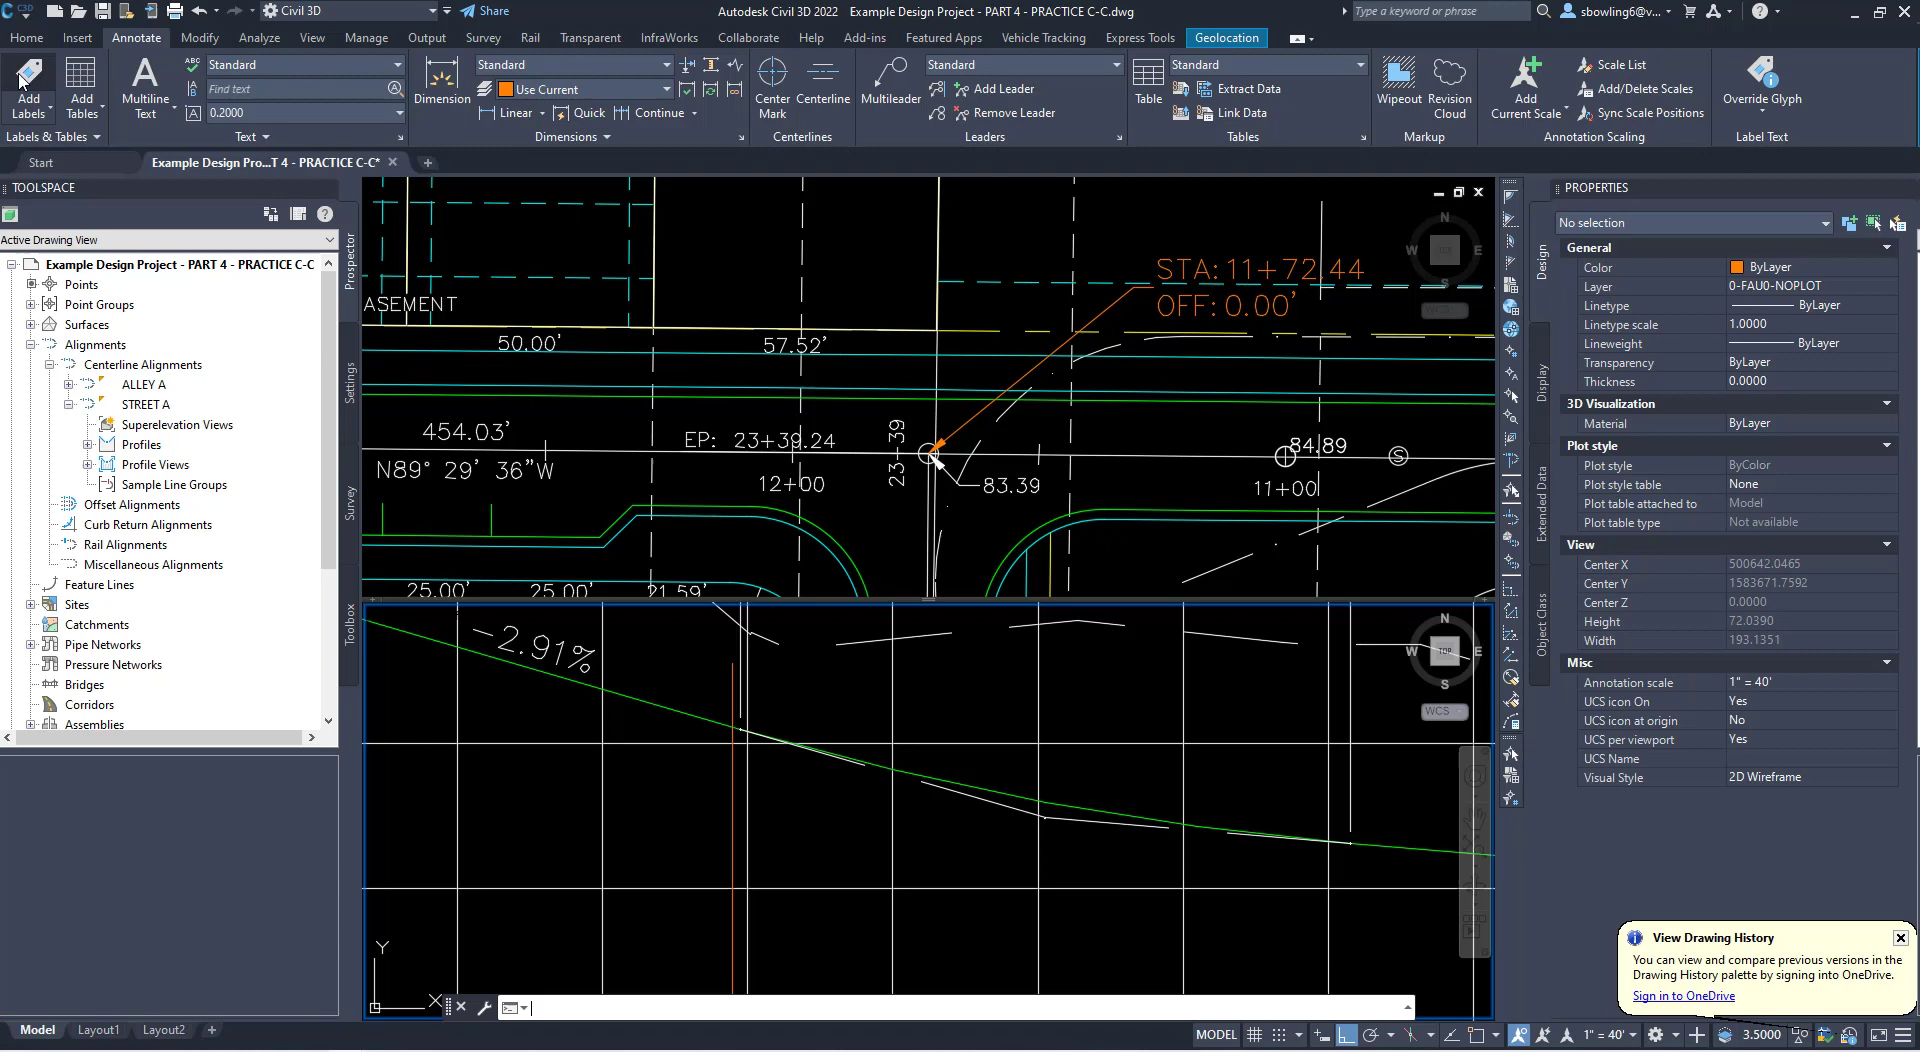 Civil 3D
Share
Autodesk Civil 3D 2022 Example Design Project - PART 4 - PRACTICE C-C.dwg
Type a keyword or phrase
sbowling6@v...
Home Insert Annotate Modify Analyze View Manage Output Survey Rail Transparent InfraWorks Collaborate Help Add-ins Featured Apps Vehicle Tracking Express Tools Geolocation
Add Labels
Add Tables
Labels & Tables
Multiline Text
ABC
Standard
Find text
0.2000
Text
Dimension
Standard
Use Current
Linear Quick Continue
Dimensions
Center Mark
Centerline
Centerlines
Multileader
Standard
Add Leader
Remove Leader
Leaders
Table
Standard
Extract Data
Link Data
Tables
Wipeout
Revision Cloud
Markup
Add Current Scale
Scale List
Add/Delete Scales
Sync Scale Positions
Annotation Scaling
Override Glyph
Label Text
Start
Example Design Pro...T 4 - PRACTICE C-C*
TOOLSPACE
Active Drawing View
Example Design Project - PART 4 - PRACTICE C-C
Points
Point Groups
Surfaces
Alignments
Centerline Alignments
ALLEY A
STREET A
Superelevation Views
Profiles
Profile Views
Sample Line Groups
Offset Alignments
Curb Return Alignments
Rail Alignments
Miscellaneous Alignments
Feature Lines
Sites
Catchments
Pipe Networks
Pressure Networks
Bridges
Corridors
Assemblies
Prospector
Settings
Survey
Toolbox
STA: 11+72.44
OFF: 0.00'
ASEMENT
50.00'
57.52'
454.03'
N89° 29' 36"W
EP: 23+39.24
23+39
12+00
83.39
84.89
S
11+00
25.00'
25.00'
21.59'
N
W
E
S
-2.91%
N
W
TOP
E
S
WCS
Y
X
PROPERTIES
No selection
Design
Display
Extended Data
Object Class
General
Color ByLayer
Layer 0-FAU0-NOPLOT
Linetype ByLayer
Linetype scale 1.0000
Lineweight ByLayer
Transparency ByLayer
Thickness 0.0000
3D Visualization
Material ByLayer
Plot style
Plot style ByColor
Plot style table None
Plot table attached to Model
Plot table type Not available
View
Center X 500642.0465
Center Y 1583671.7592
Center Z 0.0000
Height 72.0390
Width 193.1351
Misc
Annotation scale 1" = 40'
UCS icon On Yes
UCS icon at origin No
UCS per viewport Yes
UCS Name
Visual Style 2D Wireframe
View Drawing History
You can view and compare previous versions in the
Drawing History palette by signing into OneDrive.
Sign in to OneDrive
Model Layout1 Layout2
MODEL
1" = 40'
3.5000